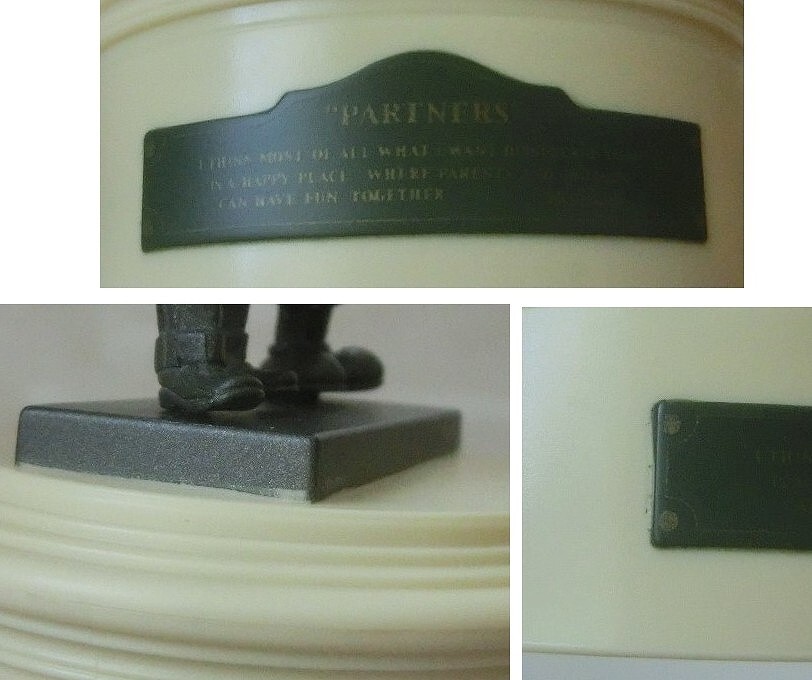 "PARTNERS
I THINK MOST OF ALL WHAT I WANT
IS A HAPPY PLACE WHERE PARENTS
CAN HAVE FUN TOGETHER